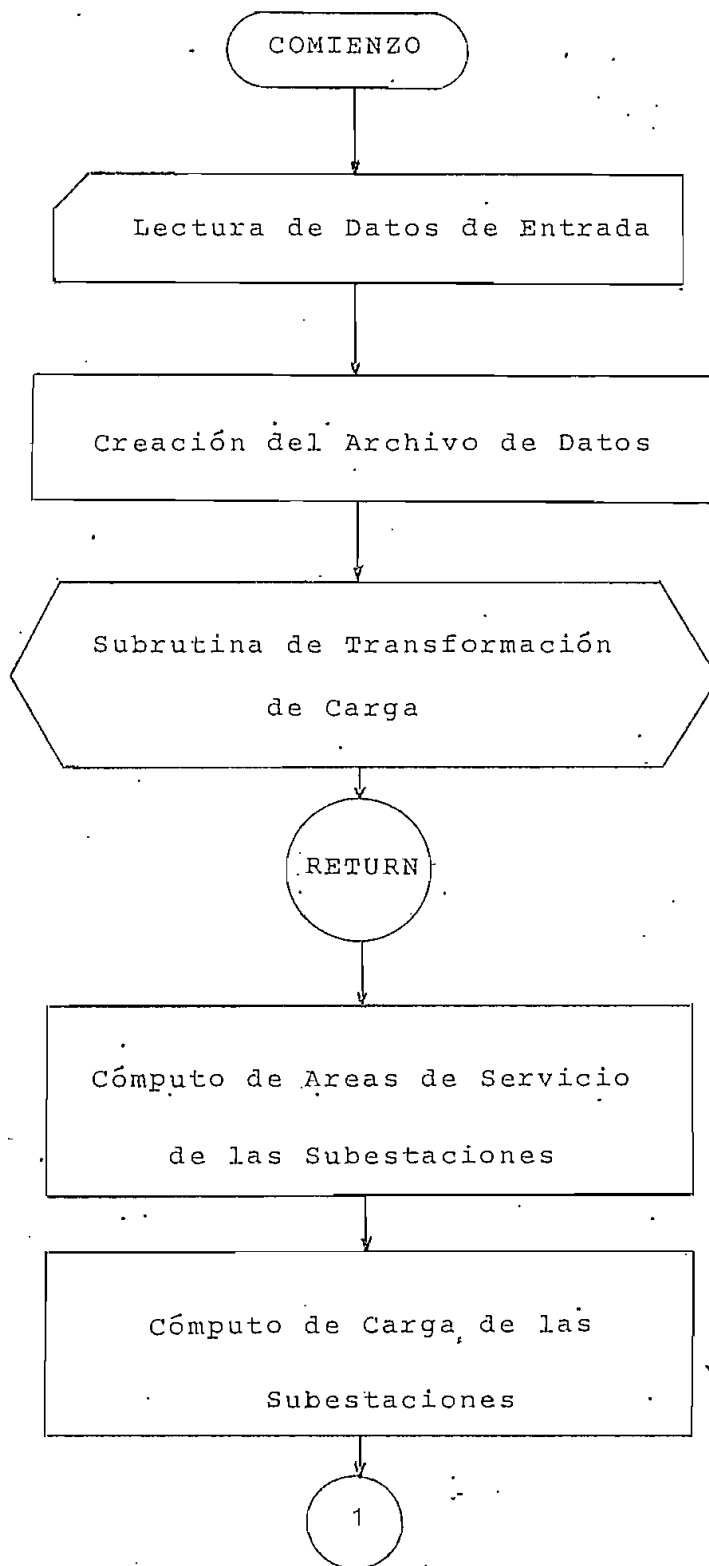 COMIENZO
Lectura de Datos de Entrada
Creación del Archivo de Datos
Subrutina de Transformación
de Carga
RETURN
Cómputo de Areas de Servicio
de las Subestaciones
Cómputo de Carga de las
Subestaciones
1